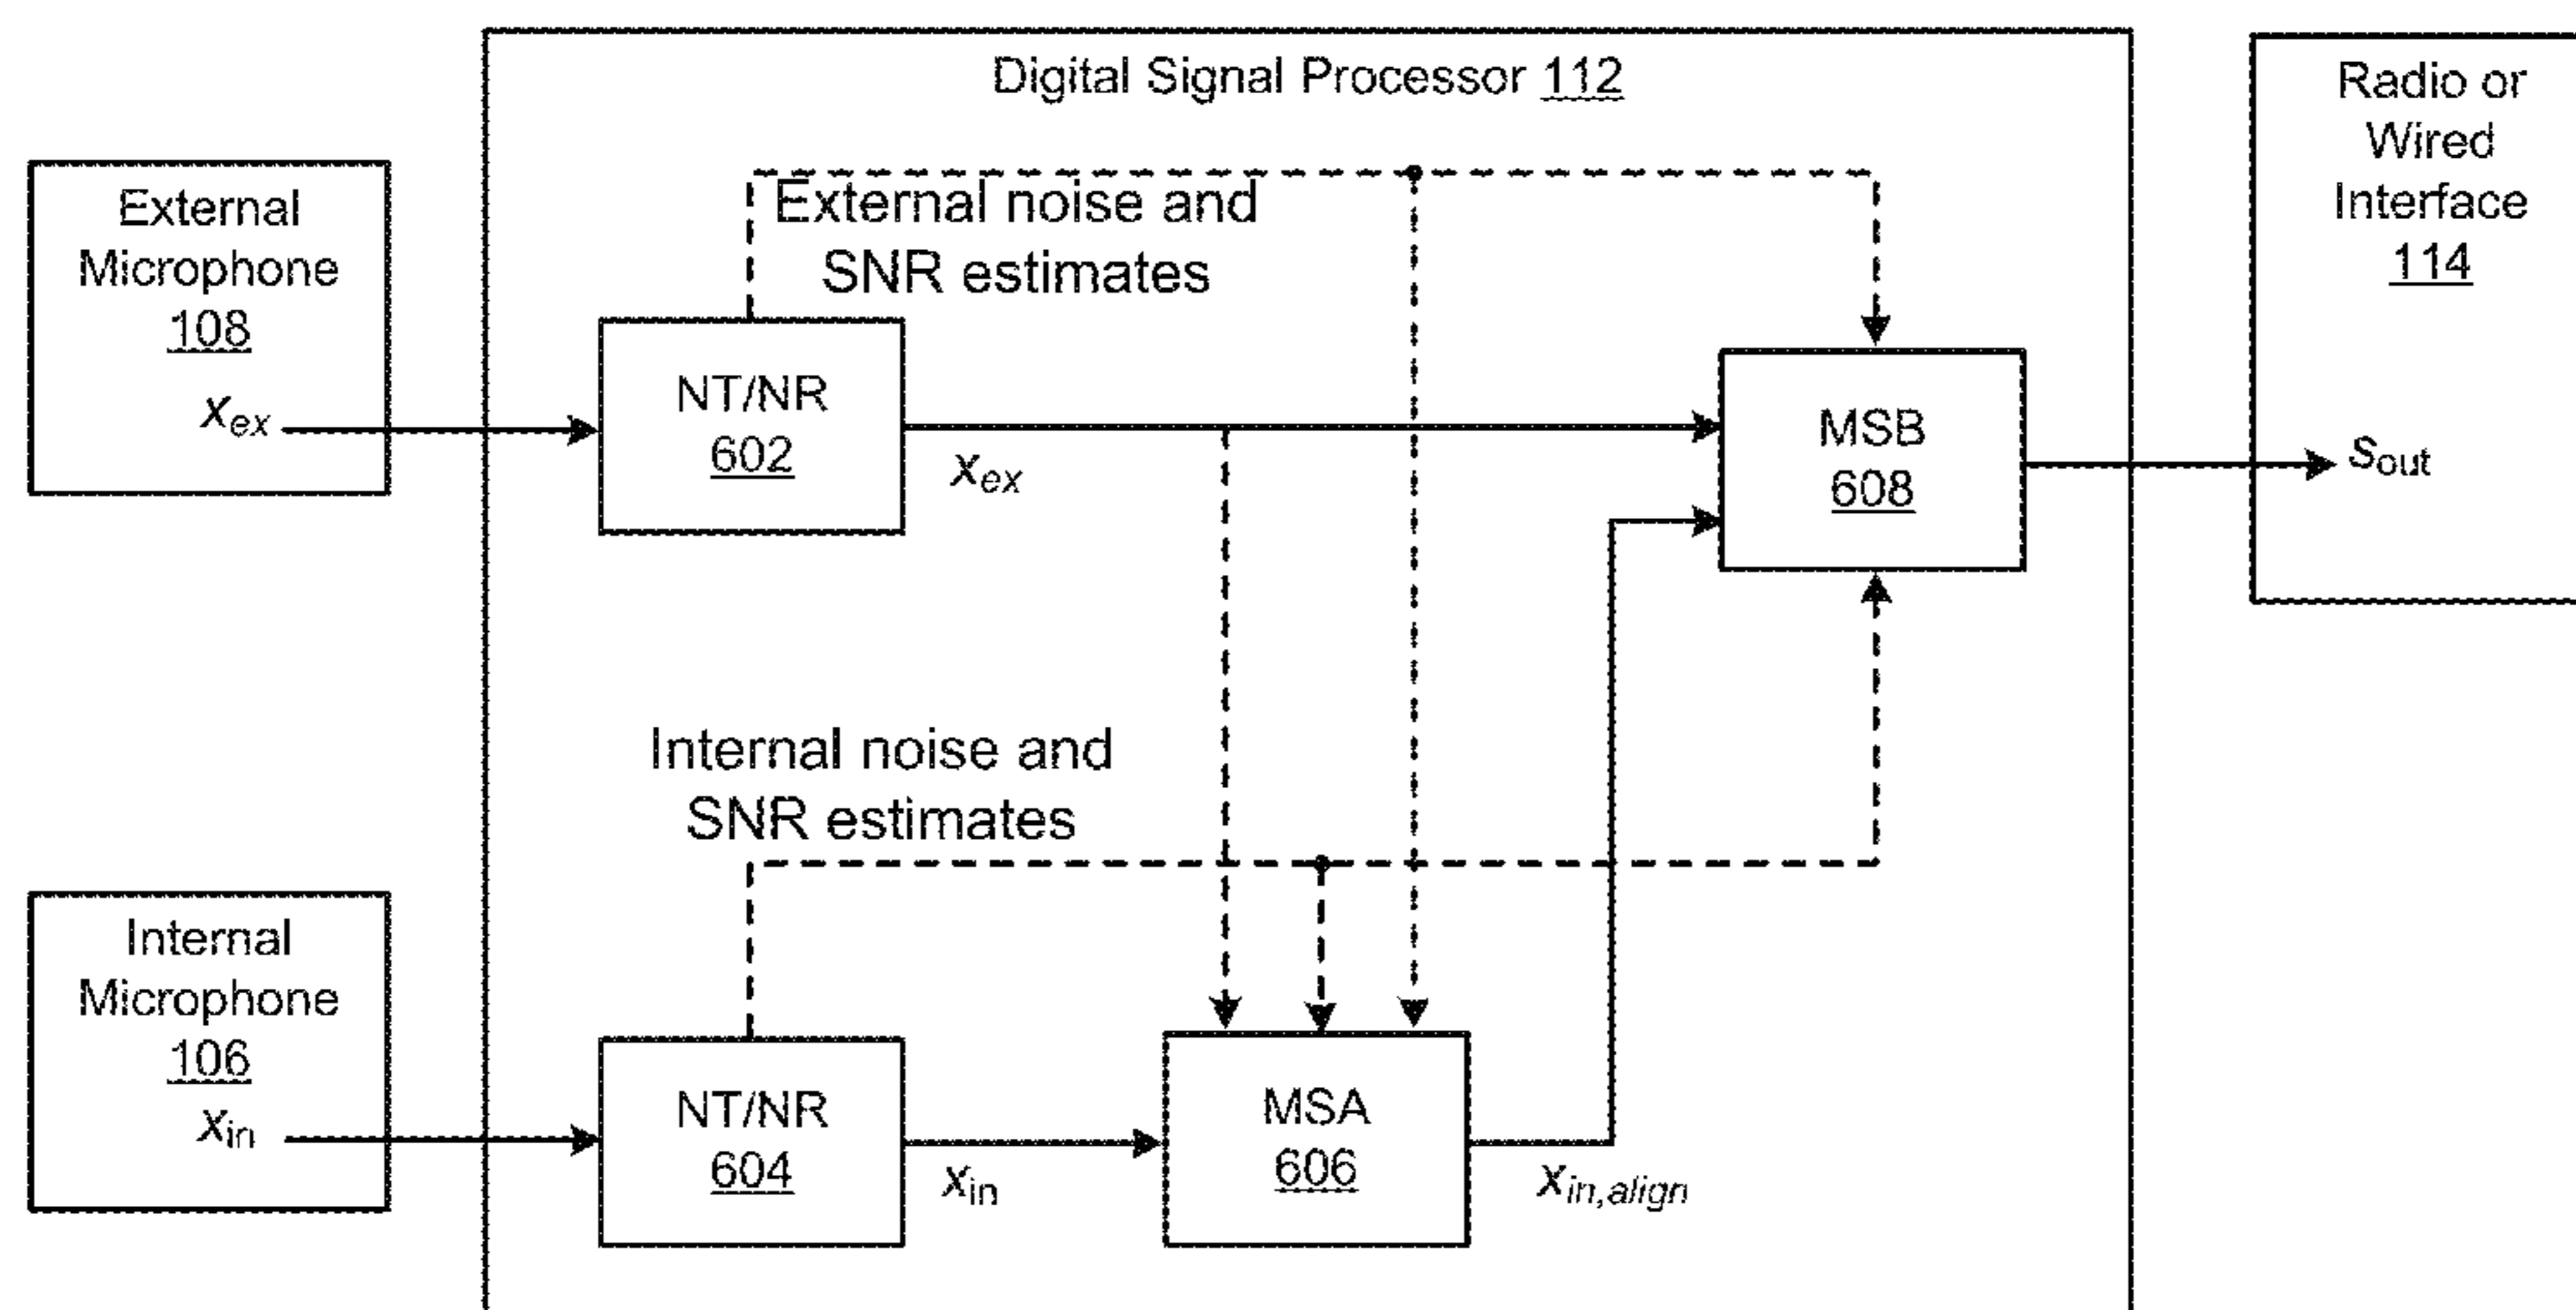 Digital Signal Processor 112
External
Microphone
108
x_ex
External noise and
SNR estimates
NT/NR
602
x_ex
MSB
608
Radio or
Wired
Interface
114
s_out
Internal noise and
SNR estimates
Internal
Microphone
106
x_in
NT/NR
604
x_in
MSA
606
x_in,align